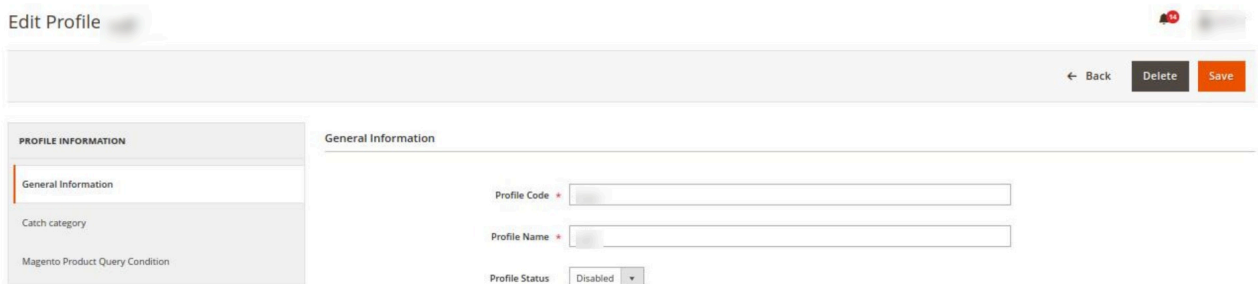 Edit Profile
14
← Back Delete Save
PROFILE INFORMATION
General Information
Catch category
Magento Product Query Condition
General Information
Profile Code *
Profile Name *
Profile Status Disabled